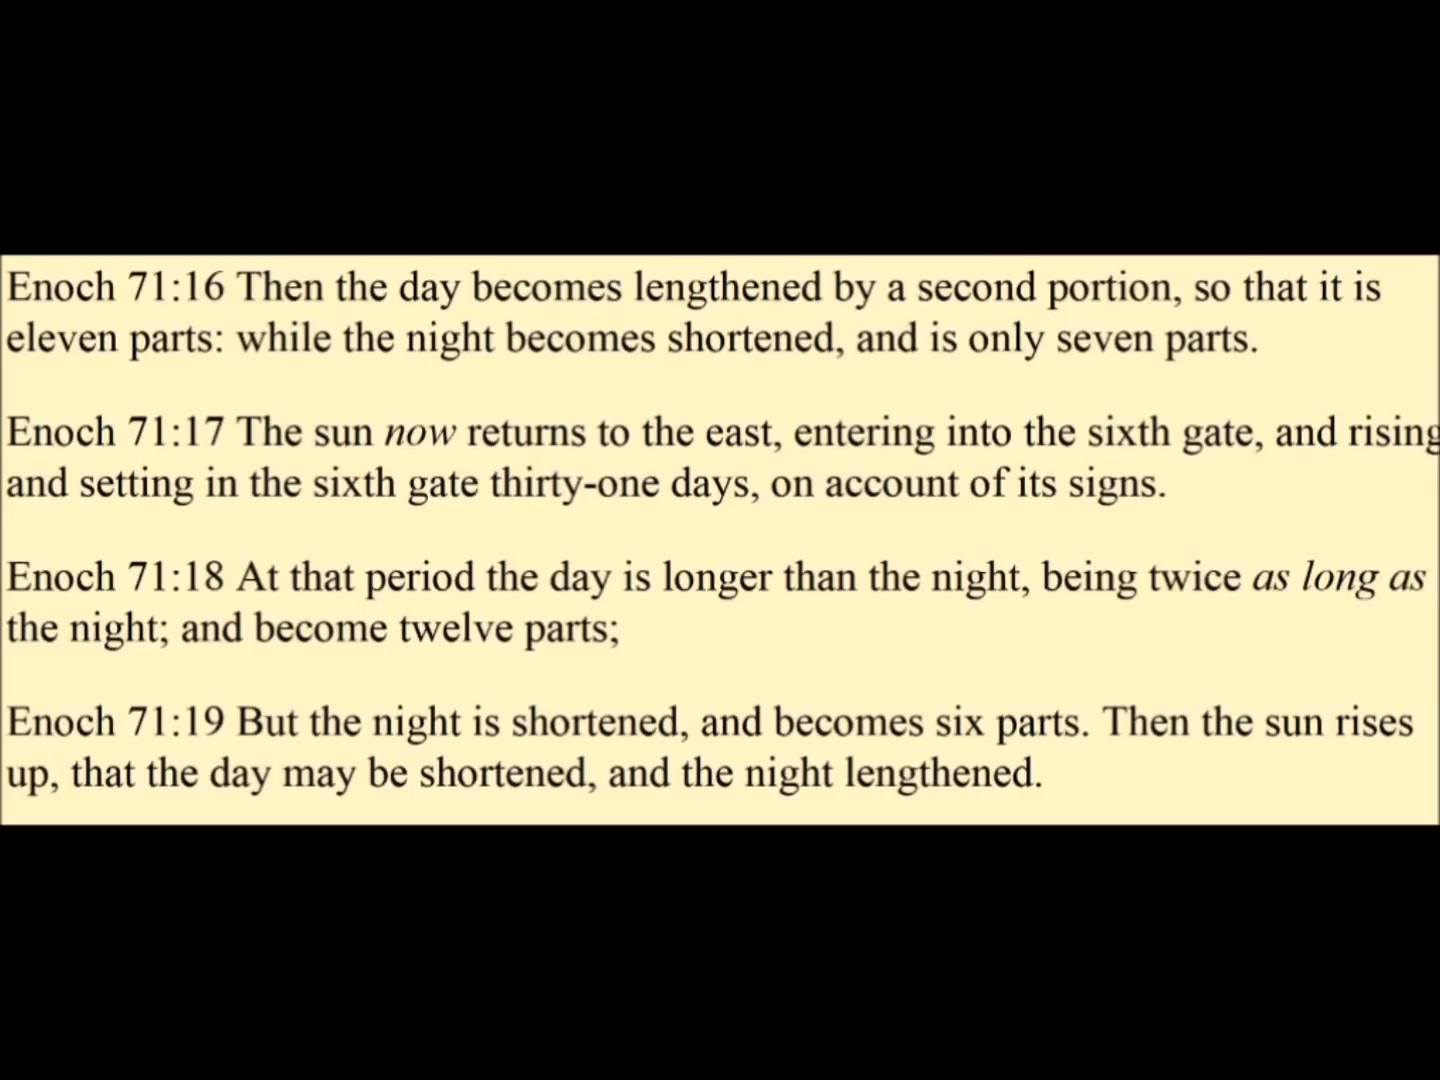 Enoch 71:16 Then the day becomes lengthened by a second portion, so that it is
eleven parts: while the night becomes shortened, and is only seven parts.
Enoch 71:17 The sun now returns to the east, entering into the sixth gate, and rising
and setting in the sixth gate thirty-one days, on account of its signs.
Enoch 71:18 At that period the day is longer than the night, being twice as long as
the night; and become twelve parts;
Enoch 71:19 But the night is shortened, and becomes six parts. Then the sun rises
up, that the day may be shortened, and the night lengthened.